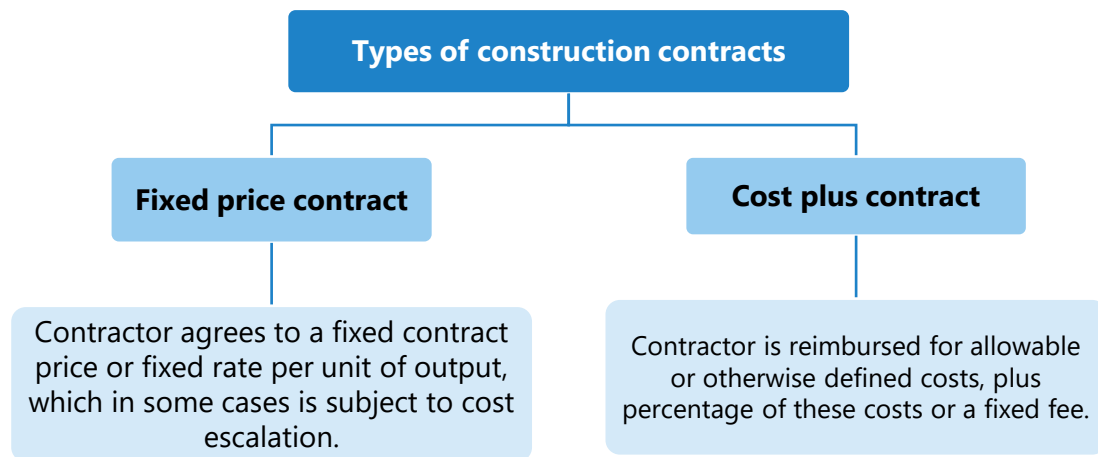 Types of construction contracts
Fixed price contract
Cost plus contract
Contractor agrees to a fixed contract
price or fixed rate per unit of output,
which in some cases is subject to cost
escalation.
Contractor is reimbursed for allowable
or otherwise defined costs, plus
percentage of these costs or a fixed fee.